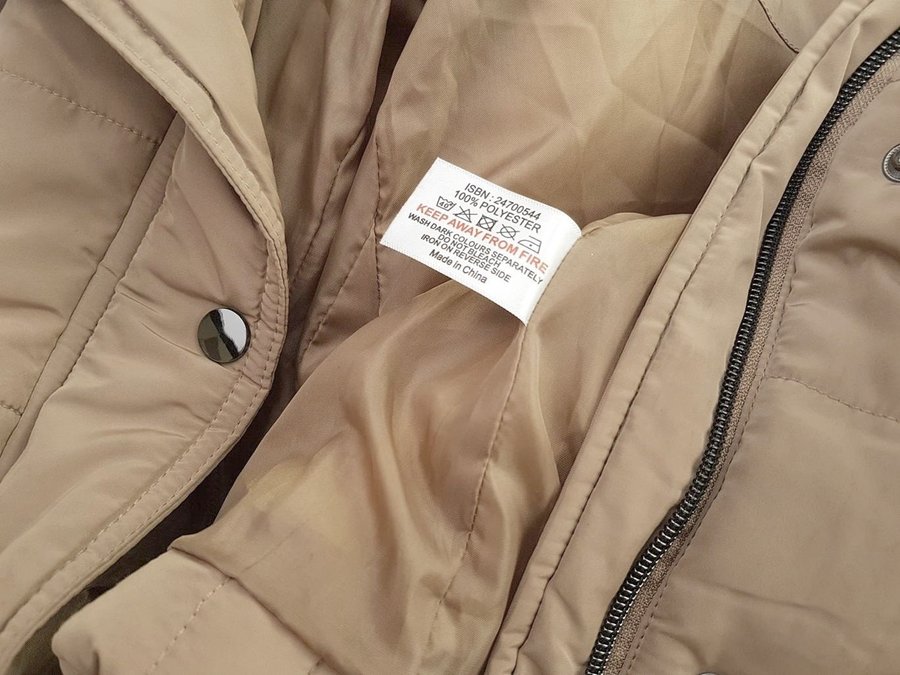 ISBN : 24700544
100% POLYESTER
40
KEEP AWAY FROM FIRE
WASH DARK COLOURS SEPARATELY
DO NOT BLEACH
IRON ON REVERSE SIDE
Made in China